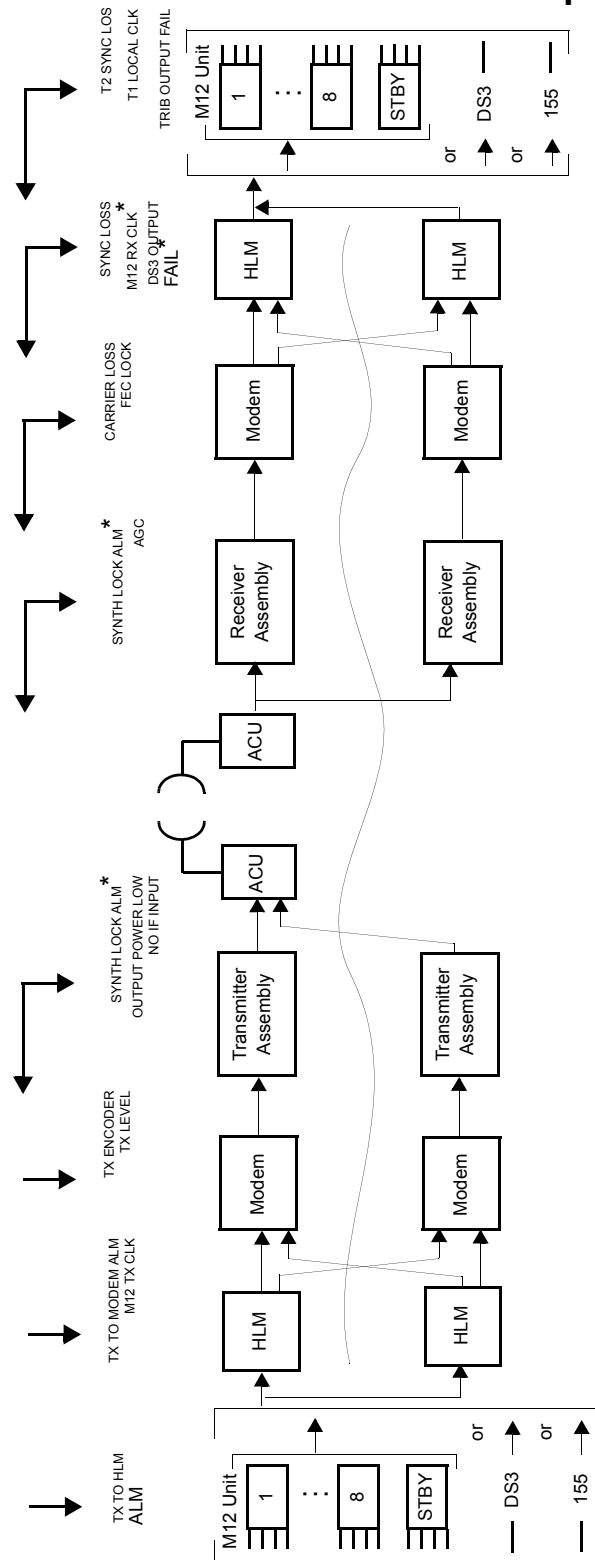 TX TO HLM
ALM
TX TO MODEM ALM
M12 TX CLK
TX ENCODER
TX LEVEL
SYNTH LOCK ALM*
OUTPUT POWER LOW
NO IF INPUT
SYNTH LOCK ALM*
AGC
CARRIER LOSS
FEC LOCK
SYNC LOSS
M12 RX CLK*
DS3 OUTPUT
FAIL*
T2 SYNC LOS
T1 LOCAL CLK
TRIB OUTPUT FAIL
M12 Unit
1
8
STBY
or
DS3
or
155
HLM
Modem
Transmitter
Assembly
ACU
ACU
Receiver
Assembly
Modem
HLM
HLM
Modem
Transmitter
Assembly
Receiver
Assembly
Modem
HLM
M12 Unit
1
8
STBY
or
DS3
or
155